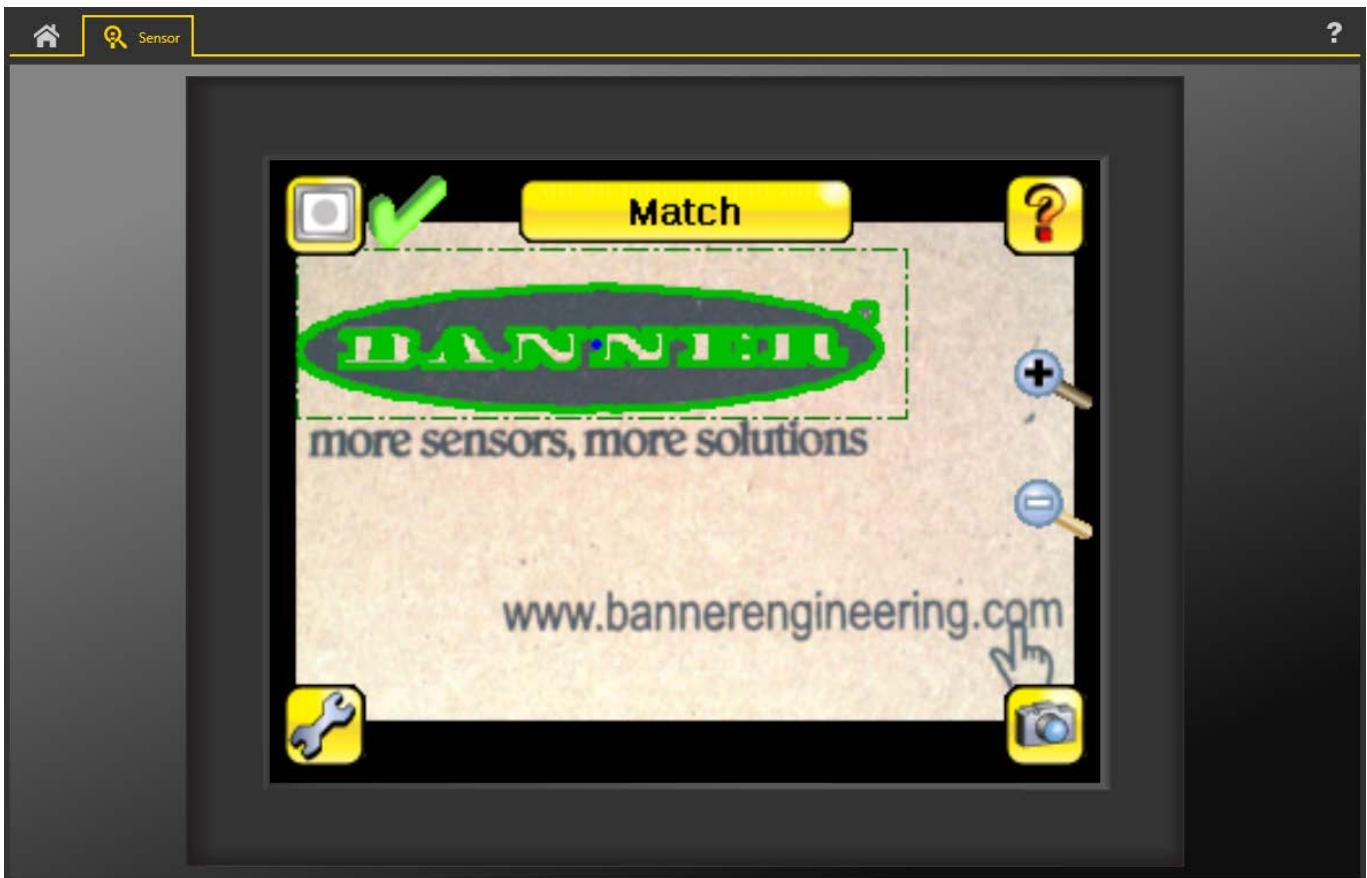 Sensor
?
Match
?
BANNER
more sensors, more solutions
www.bannerengineering.com